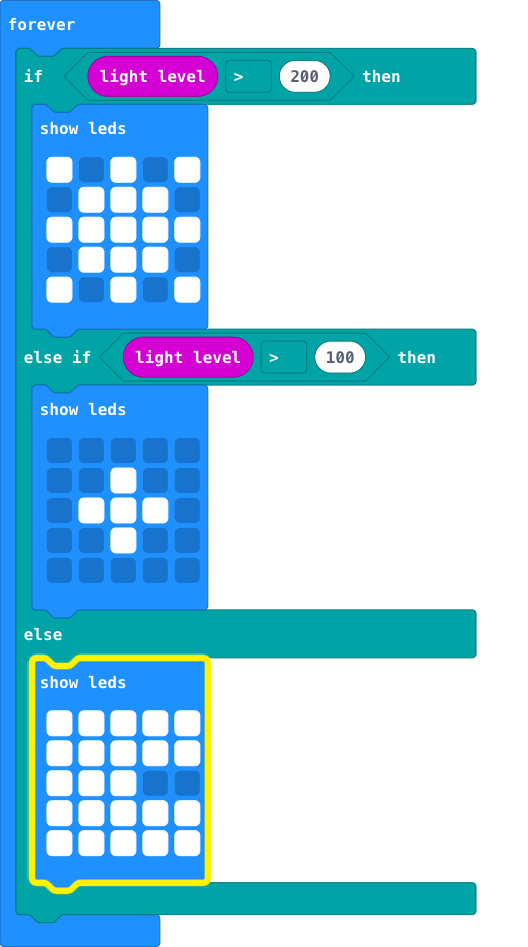 forever
if light level > 200 then
show leds
else if light level > 100 then
show leds
else
show leds